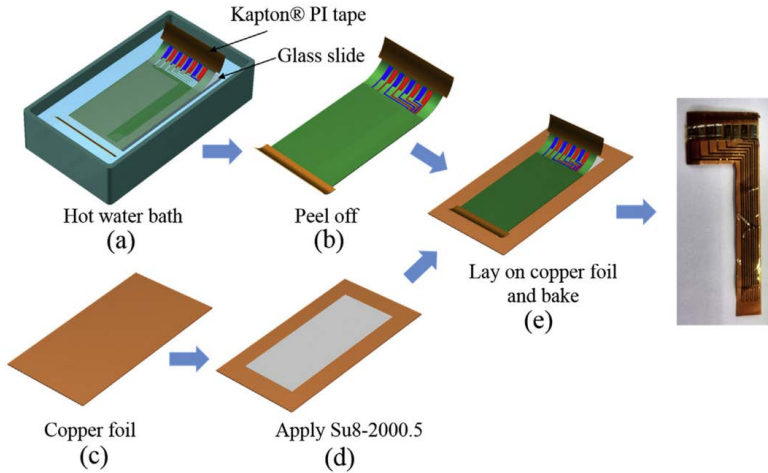 Kapton® PI tape
Glass slide
Hot water bath
(a)
Peel off
(b)
Lay on copper foil
and bake
(e)
Copper foil
(c)
Apply Su8-2000.5
(d)